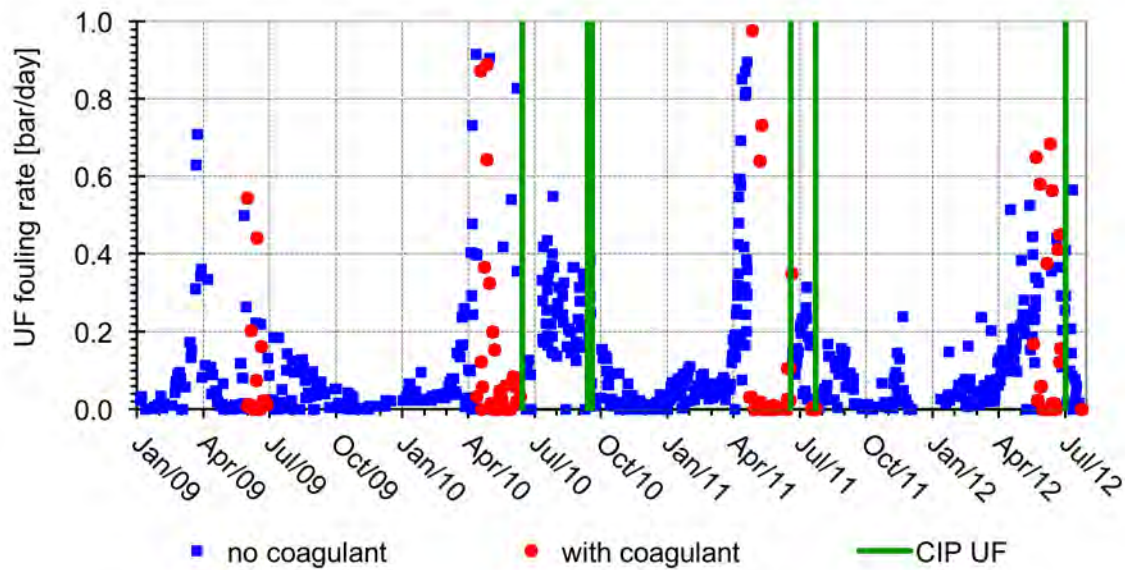 UF fouling rate [bar/day]
1.0
0.8
0.6
0.4
0.2
0.0
Jan/09
Apr/09
Jul/09
Oct/09
Jan/10
Apr/10
Jul/10
Oct/10
Jan/11
Apr/11
Jul/11
Oct/11
Jan/12
Apr/12
Jul/12
no coagulant
with coagulant
CIP UF